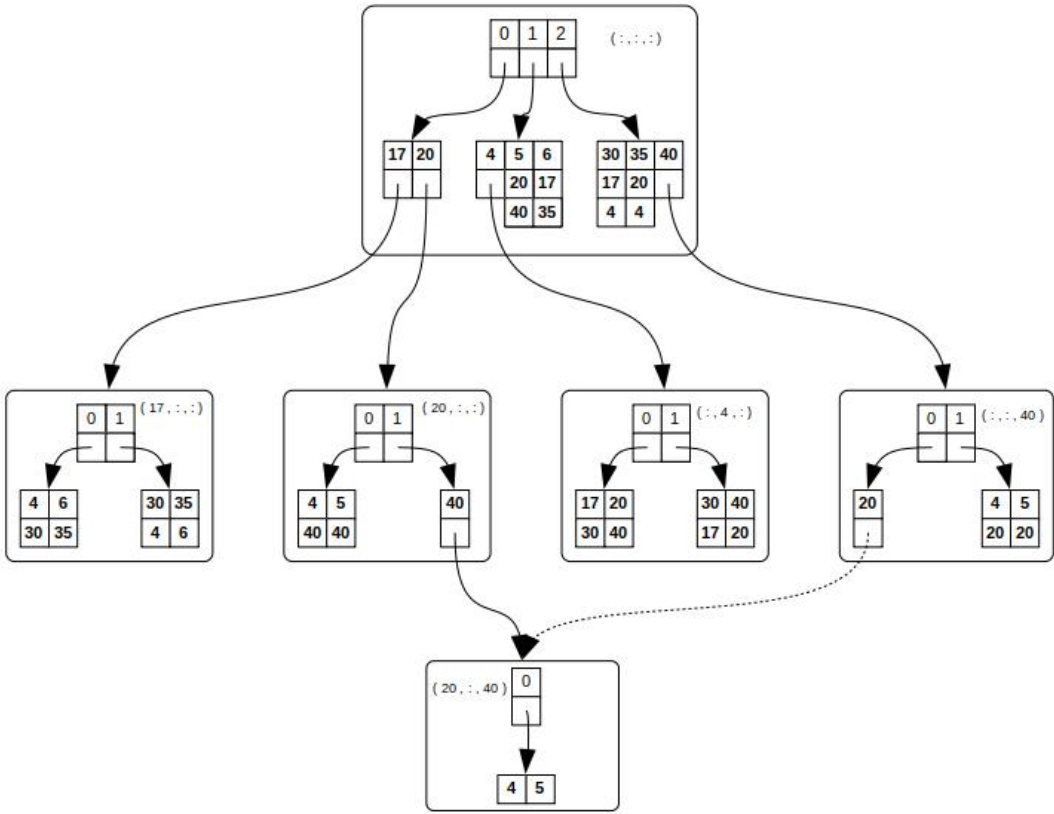 0 1 2 ( : , : , : )
17 20 4 5 6 30 35 40
20 17 17 20
40 35 4 4
0 1 ( 17 , : , : ) 0 1 ( 20 , : , : ) 0 1 ( : , 4 , : ) 0 1 ( : , : , 40 )
4 6 30 35 4 5 40 17 20 30 40 20 4 5
30 35 4 6 40 40 30 40 17 20 20 20
( 20 , : , 40 ) 0
4 5